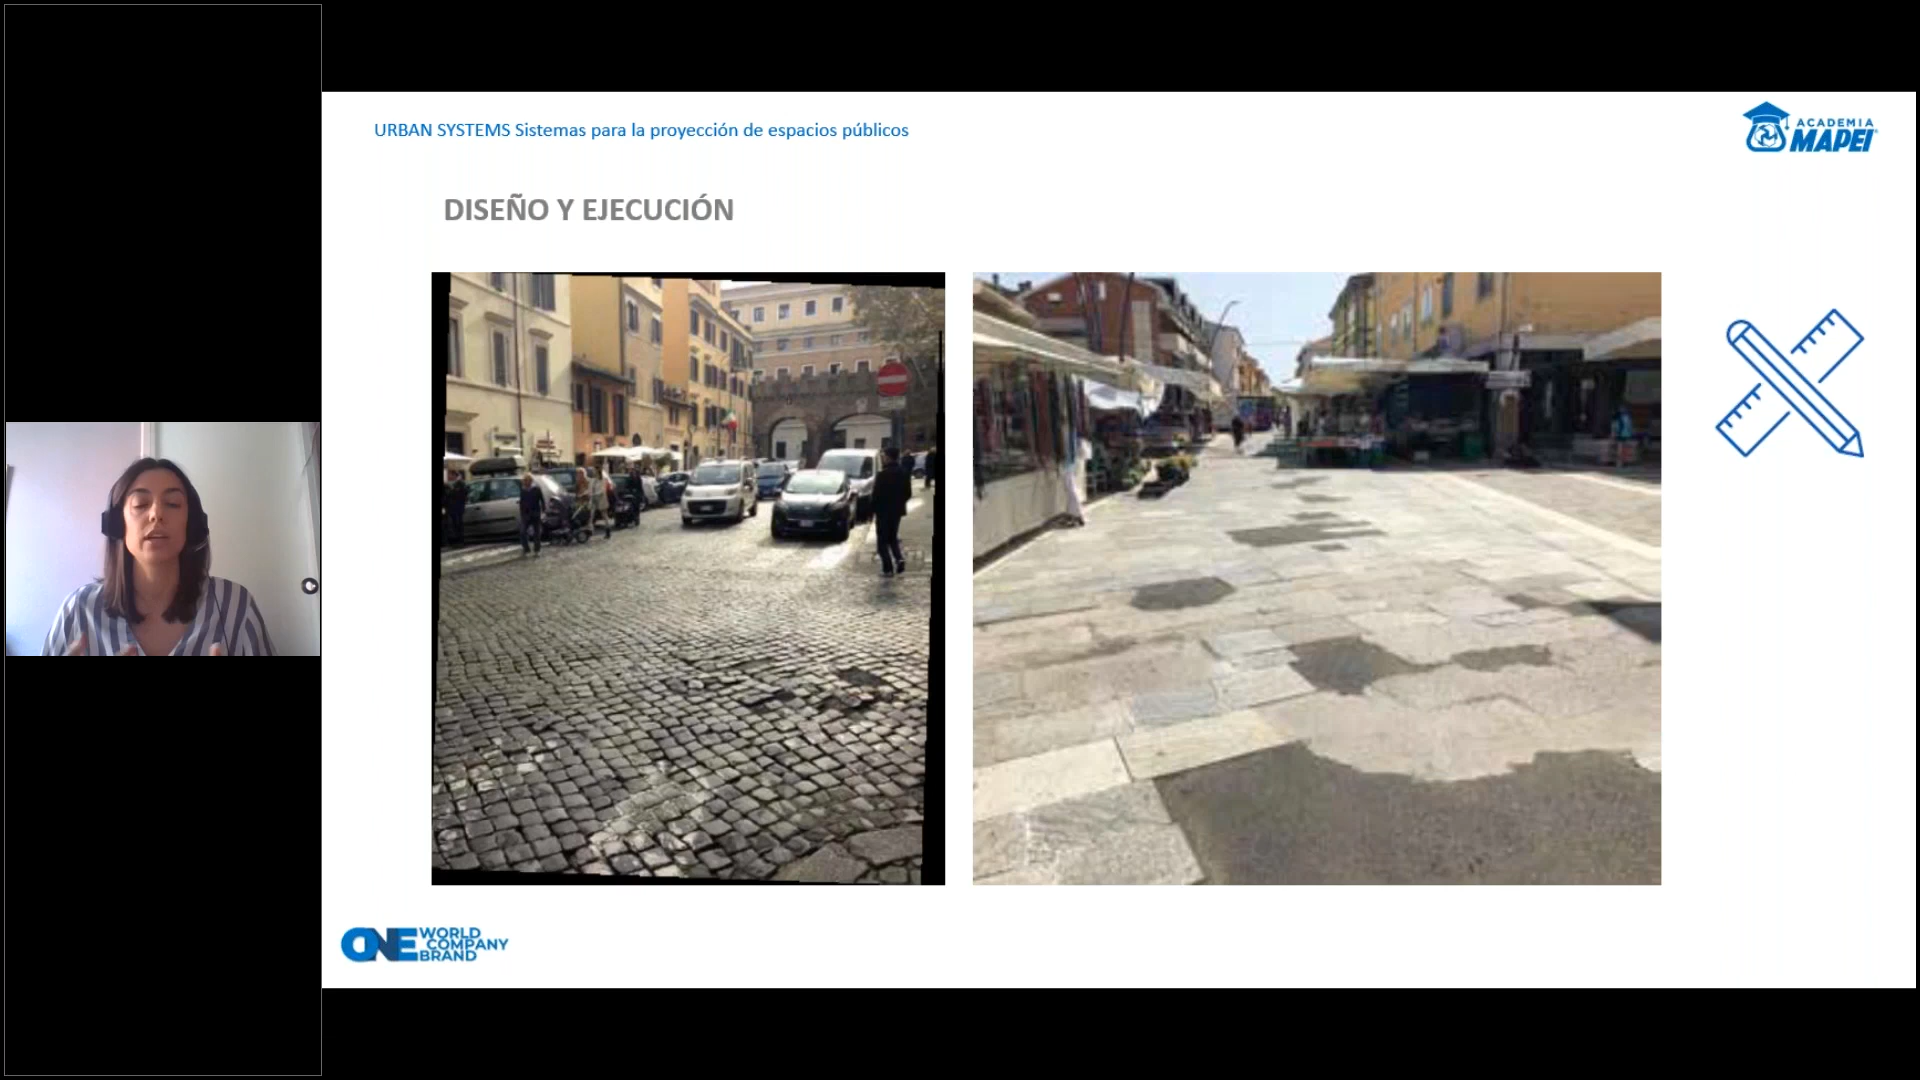 URBAN SYSTEMS Sistemas para la proyección de espacios públicos
ACADEMIA
MAPEI
DISEÑO Y EJECUCIÓN
ONE WORLD
COMPANY
BRAND